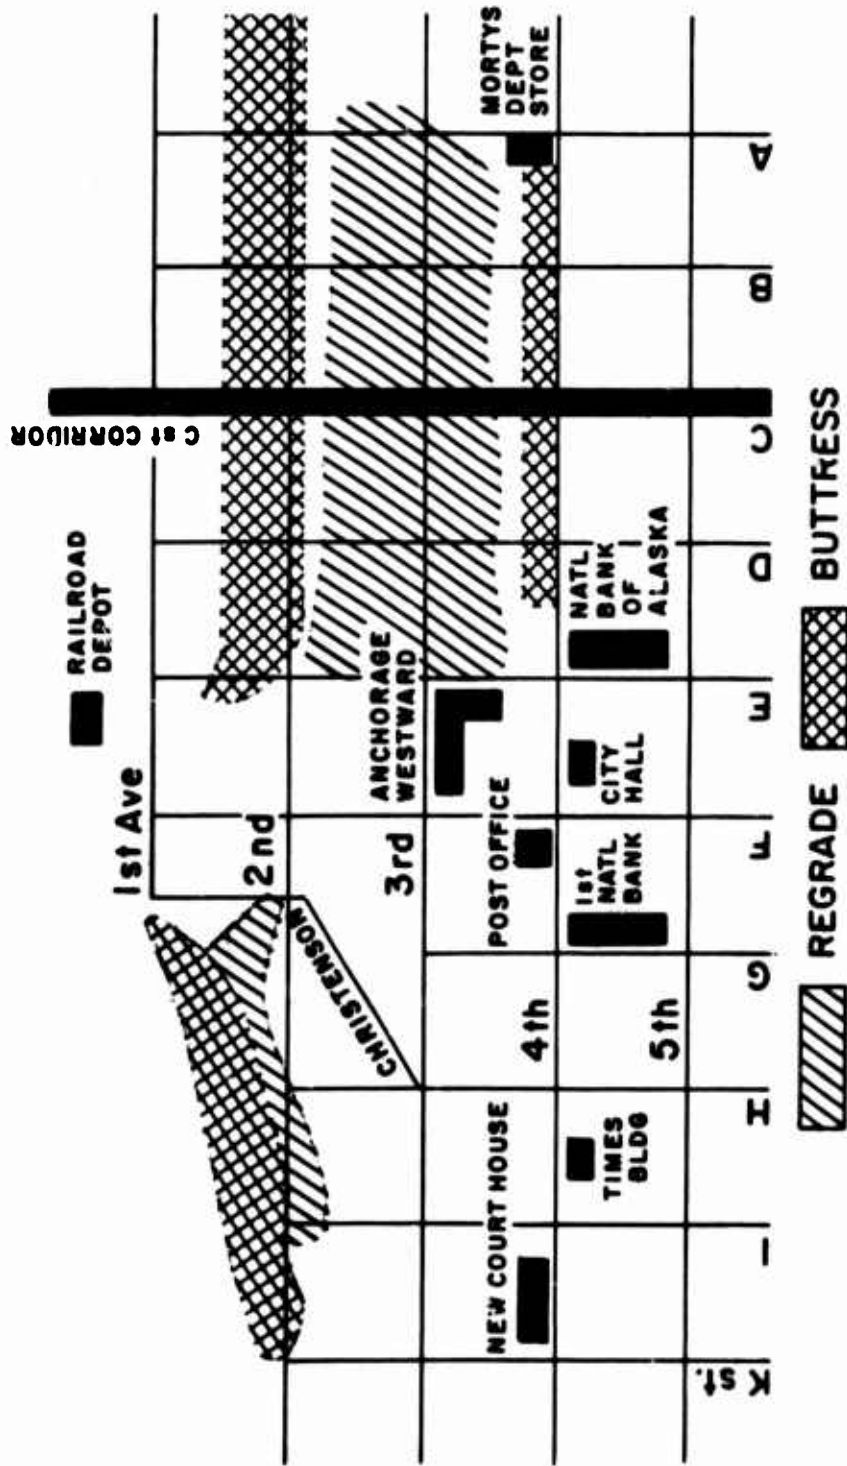 RAILROAD
DEPOT
C st CORRIDOR
1st Ave
2nd
3rd
4th
5th
CHRISTENSON
ANCHORAGE
WESTWARD
MORTYS
DEPT
STORE
POST OFFICE
NEW COURT HOUSE
TIMES
BLDG
1st
NATL
BANK
CITY
HALL
NATL
BANK
OF
ALASKA
K st.
I
H
G
F
E
D
C
B
A
REGRADE
BUTTRESS